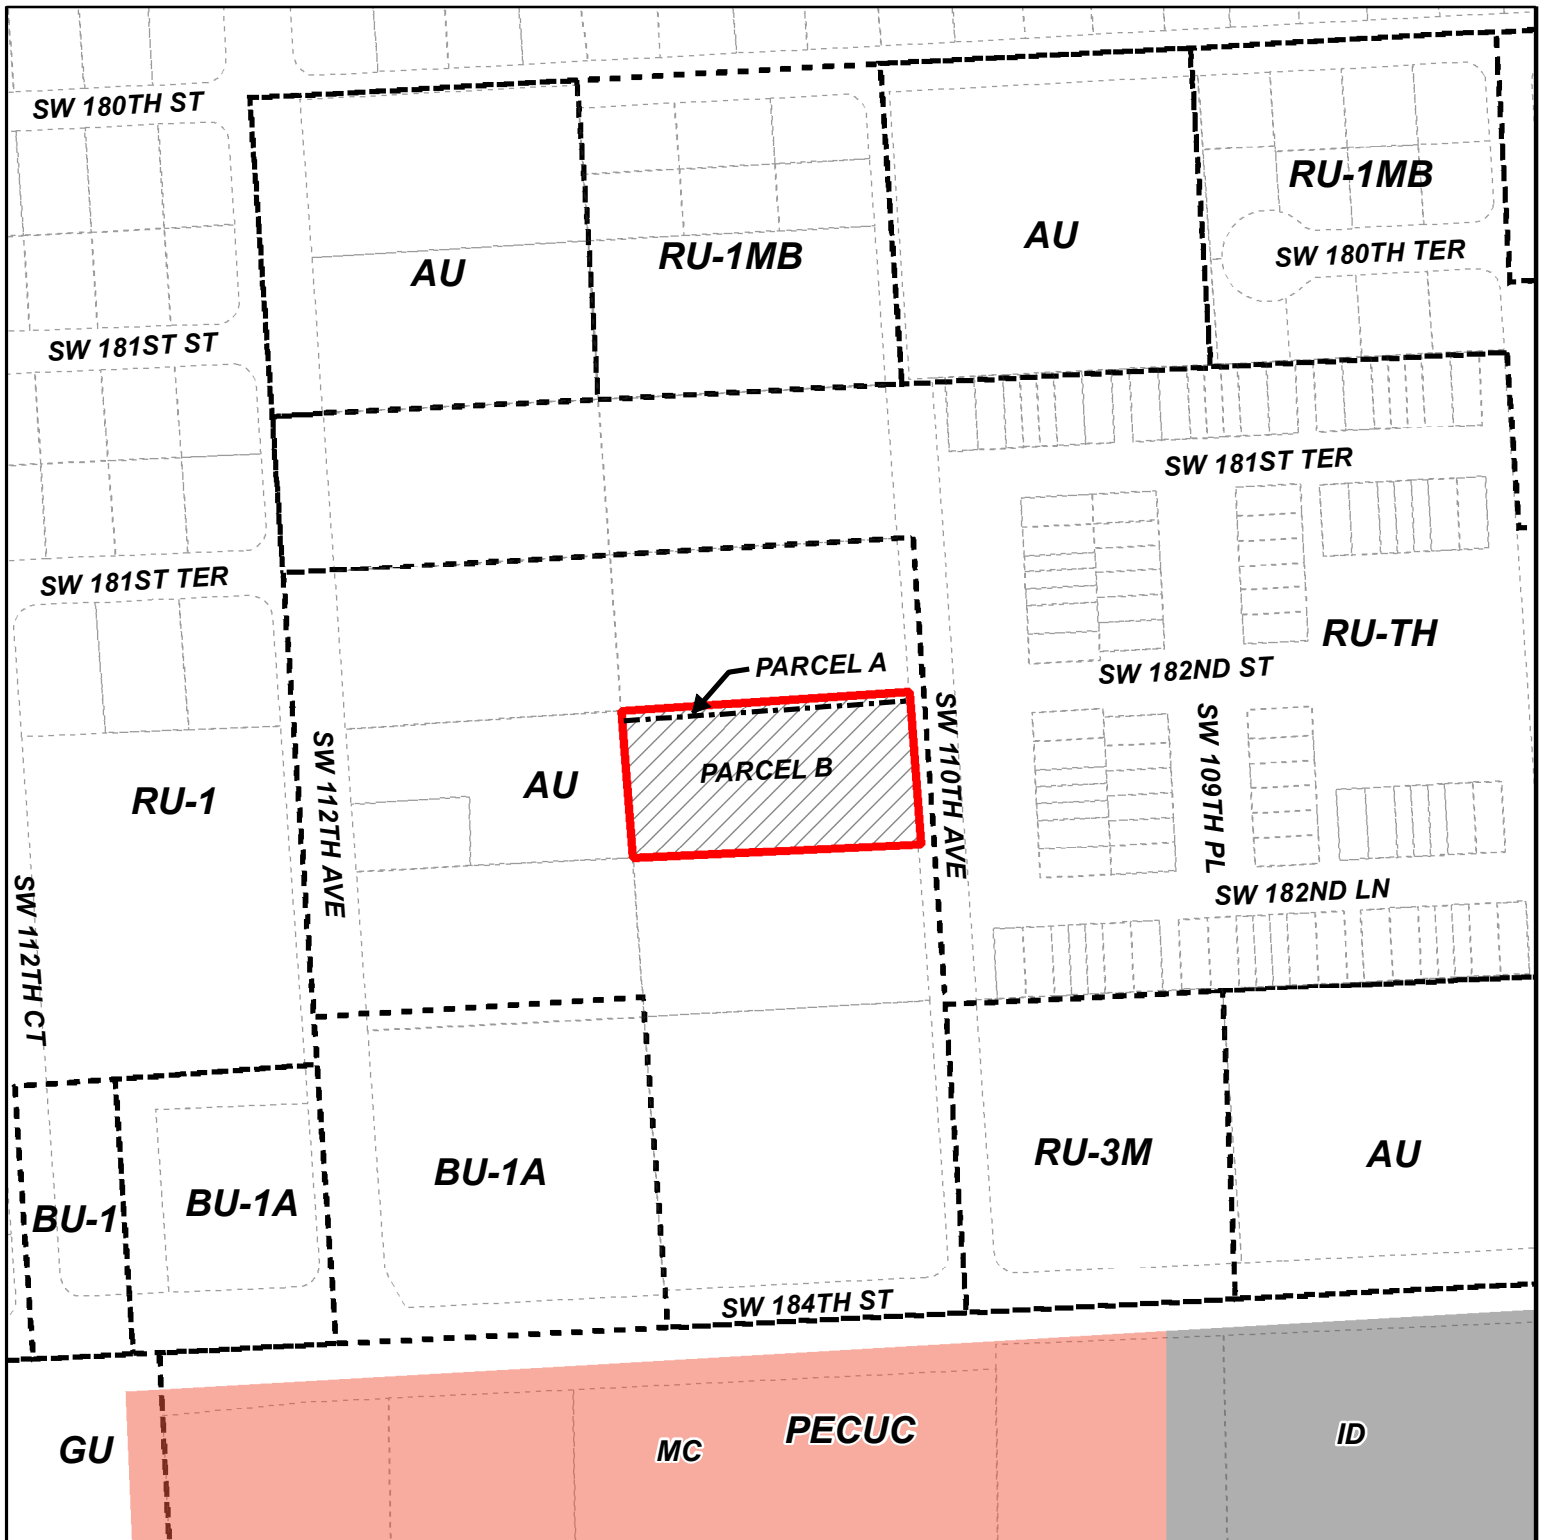 SW 180TH ST
RU-1MB
AU
SW 180TH TER
RU-1MB
AU
SW 181ST ST
SW 181ST TER
SW 181ST TER
RU-TH
PARCEL A
SW 182ND ST
SW 110TH AVE
SW 109TH PL
SW 112TH AVE
PARCEL B
AU
RU-1
SW 112TH CT
SW 182ND LN
RU-3M
AU
BU-1A
BU-1A
BU-1
SW 184TH ST
PECUC
MC
ID
GU